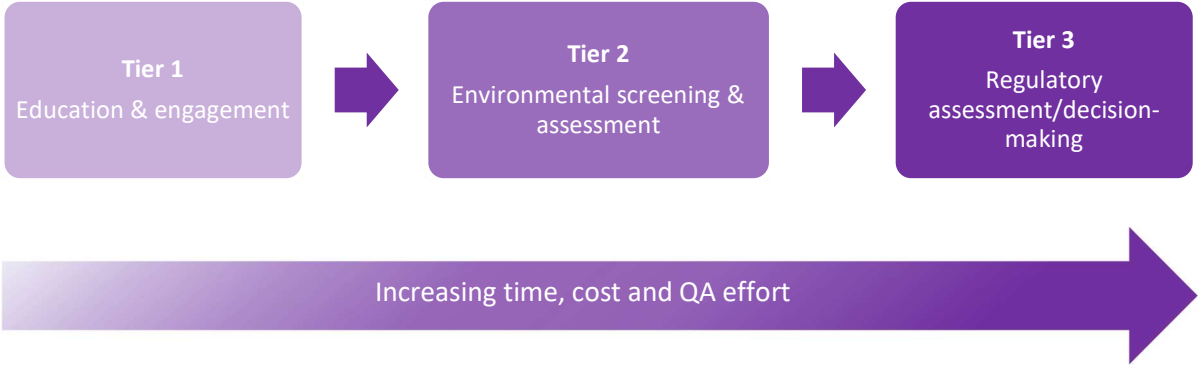 Tier 1
Education & engagement
Tier 2
Environmental screening &
assessment
Tier 3
Regulatory
assessment/decision-
making
Increasing time, cost and QA effort